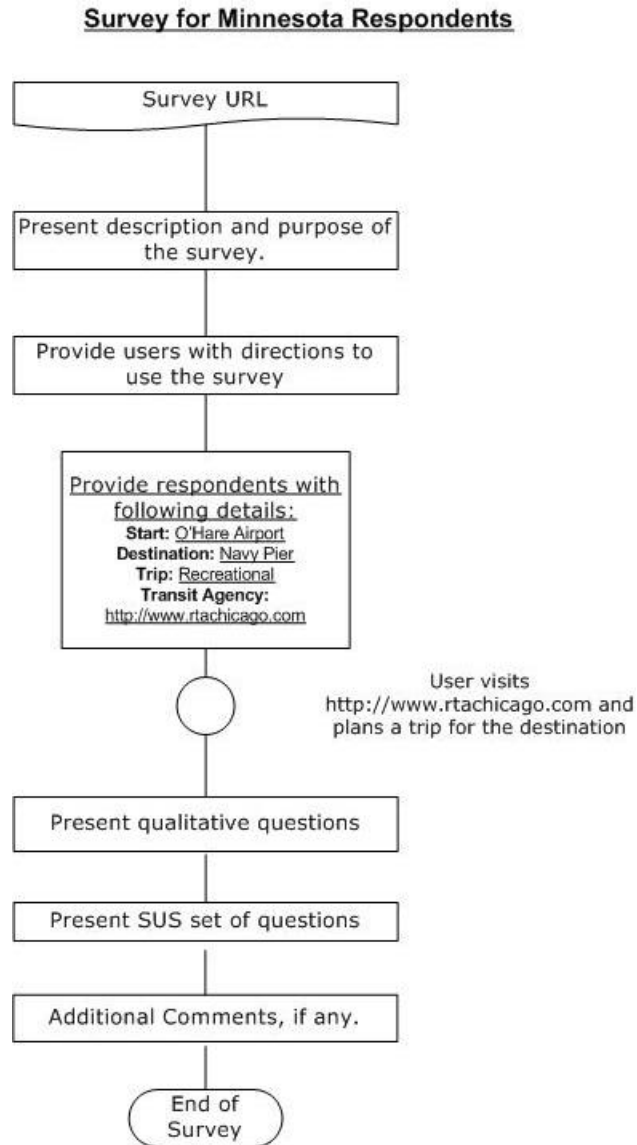 Survey for Minnesota Respondents
Survey URL
Present description and purpose of
the survey.
Provide users with directions to
use the survey
Provide respondents with
following details:
Start: O'Hare Airport
Destination: Navy Pier
Trip: Recreational
Transit Agency:
http://www.rtachicago.com
User visits
http://www.rtachicago.com and
plans a trip for the destination
Present qualitative questions
Present SUS set of questions
Additional Comments, if any.
End of
Survey